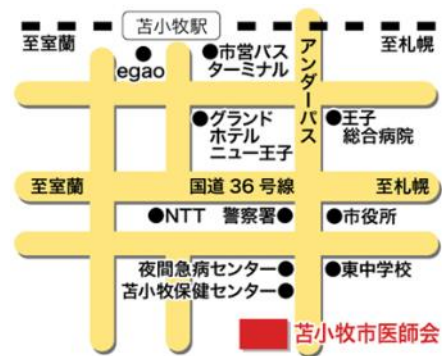 苫小牧駅
至室蘭
至札幌
egao
市営バス
ターミナル
アンダーパス
グランド
ホテル
ニュー王子
王子
総合病院
至室蘭
国道36号線
至札幌
NTT
警察署
市役所
夜間急病センター
東中学校
苫小牧保健センター
苫小牧市医師会